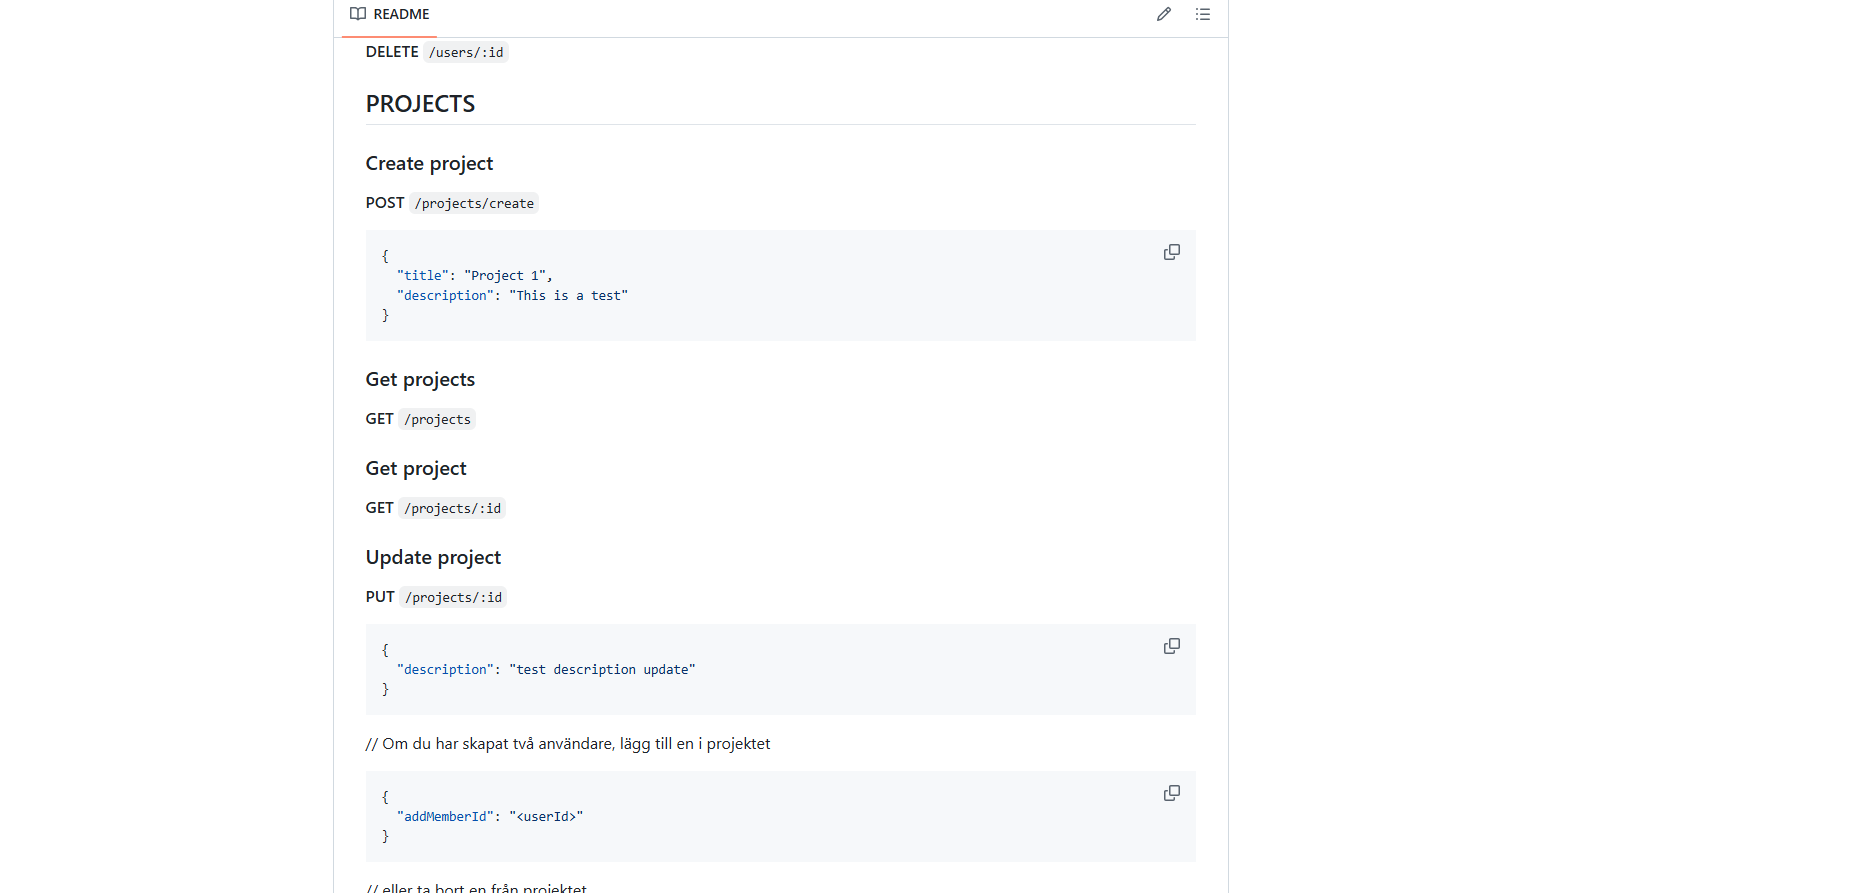 README
DELETE /users/:id
PROJECTS
Create project
POST /projects/create
{
"title": "Project 1",
"description": "This is a test"
}
Get projects
GET /projects
Get project
GET /projects/:id
Update project
PUT /projects/:id
{
"description": "test description update"
}
// Om du har skapat två användare, lägg till en i projektet
{
"addMemberId": "<userId>"
}
// eller ta bort en från projektet